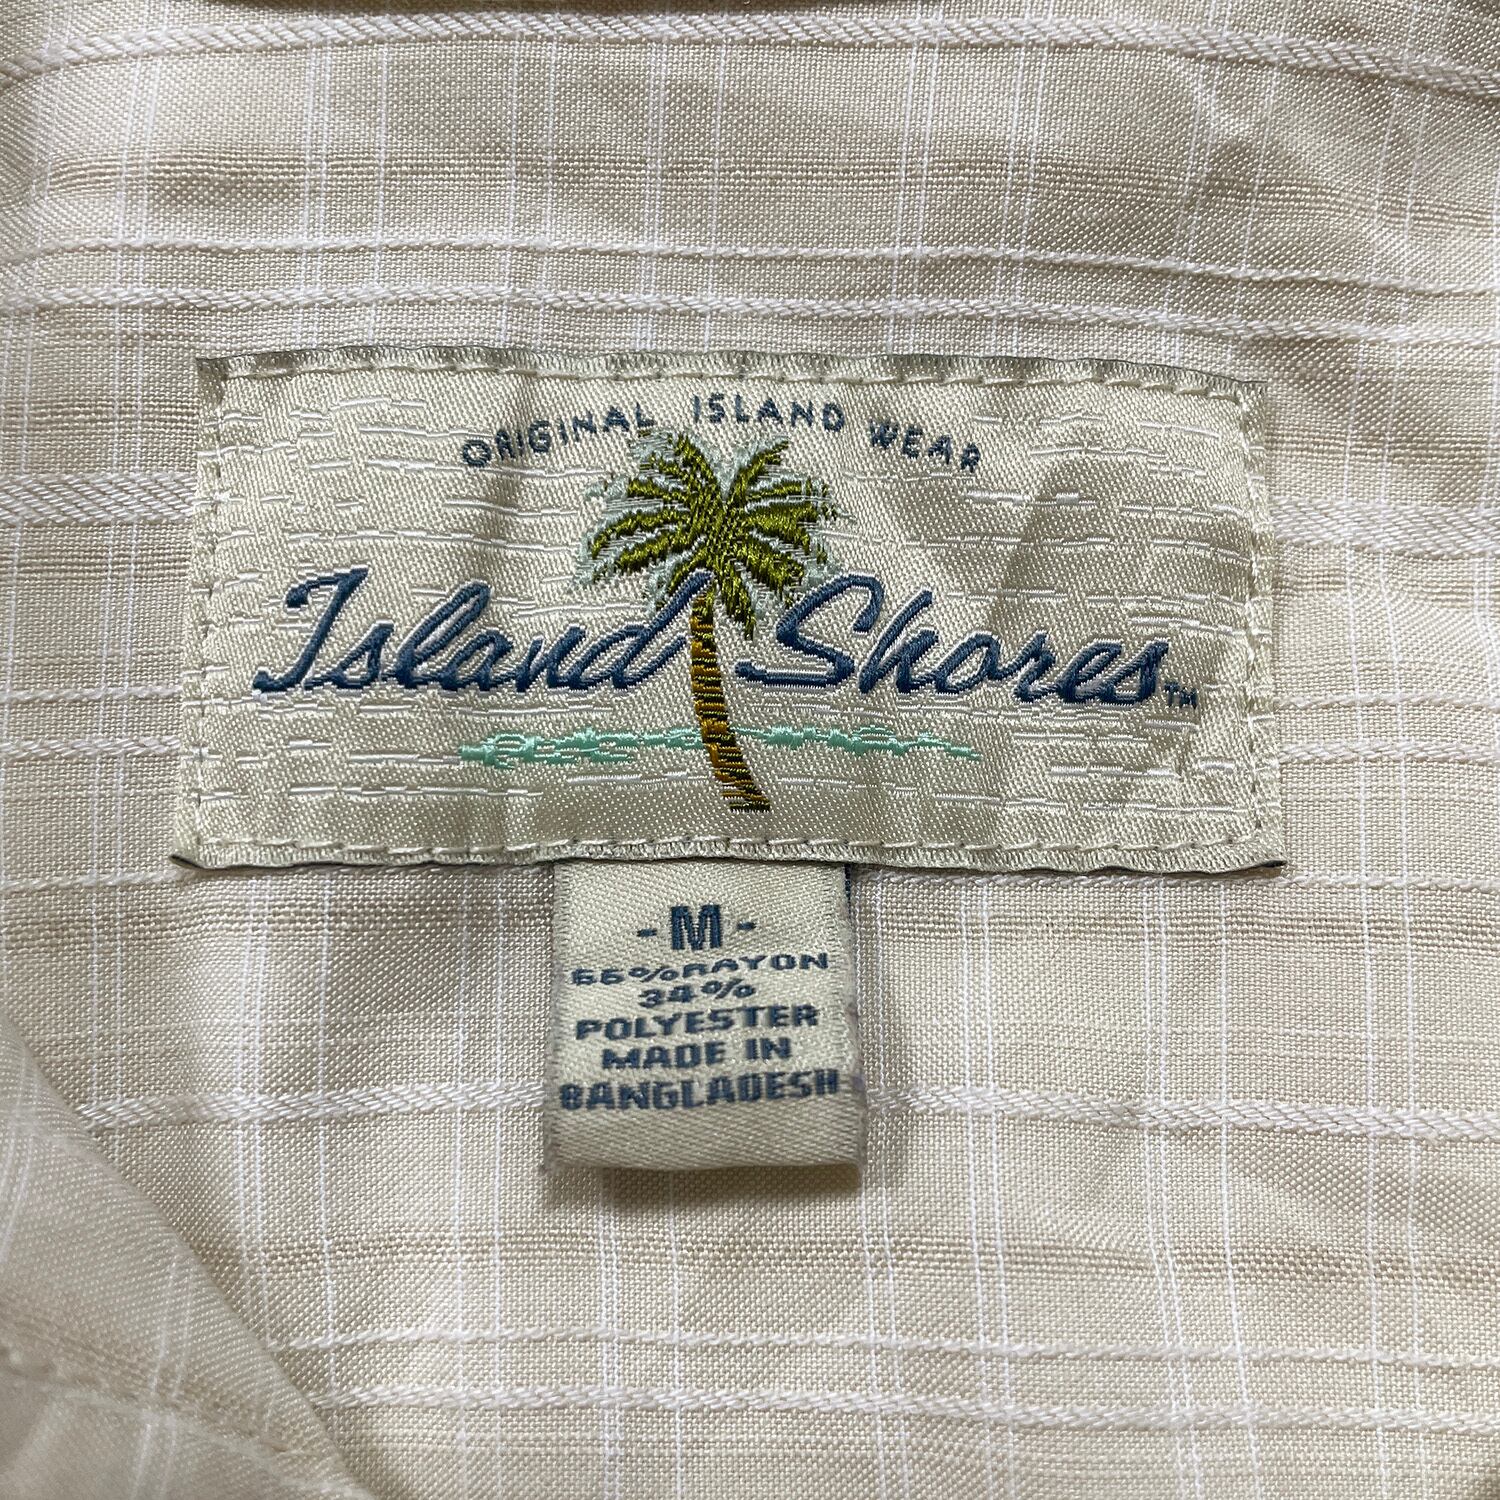 ORIGINAL ISLAND WEAR
Island Shores™
-M-
66%RAYON
34%
POLYESTER
MADE IN
BANGLADESH